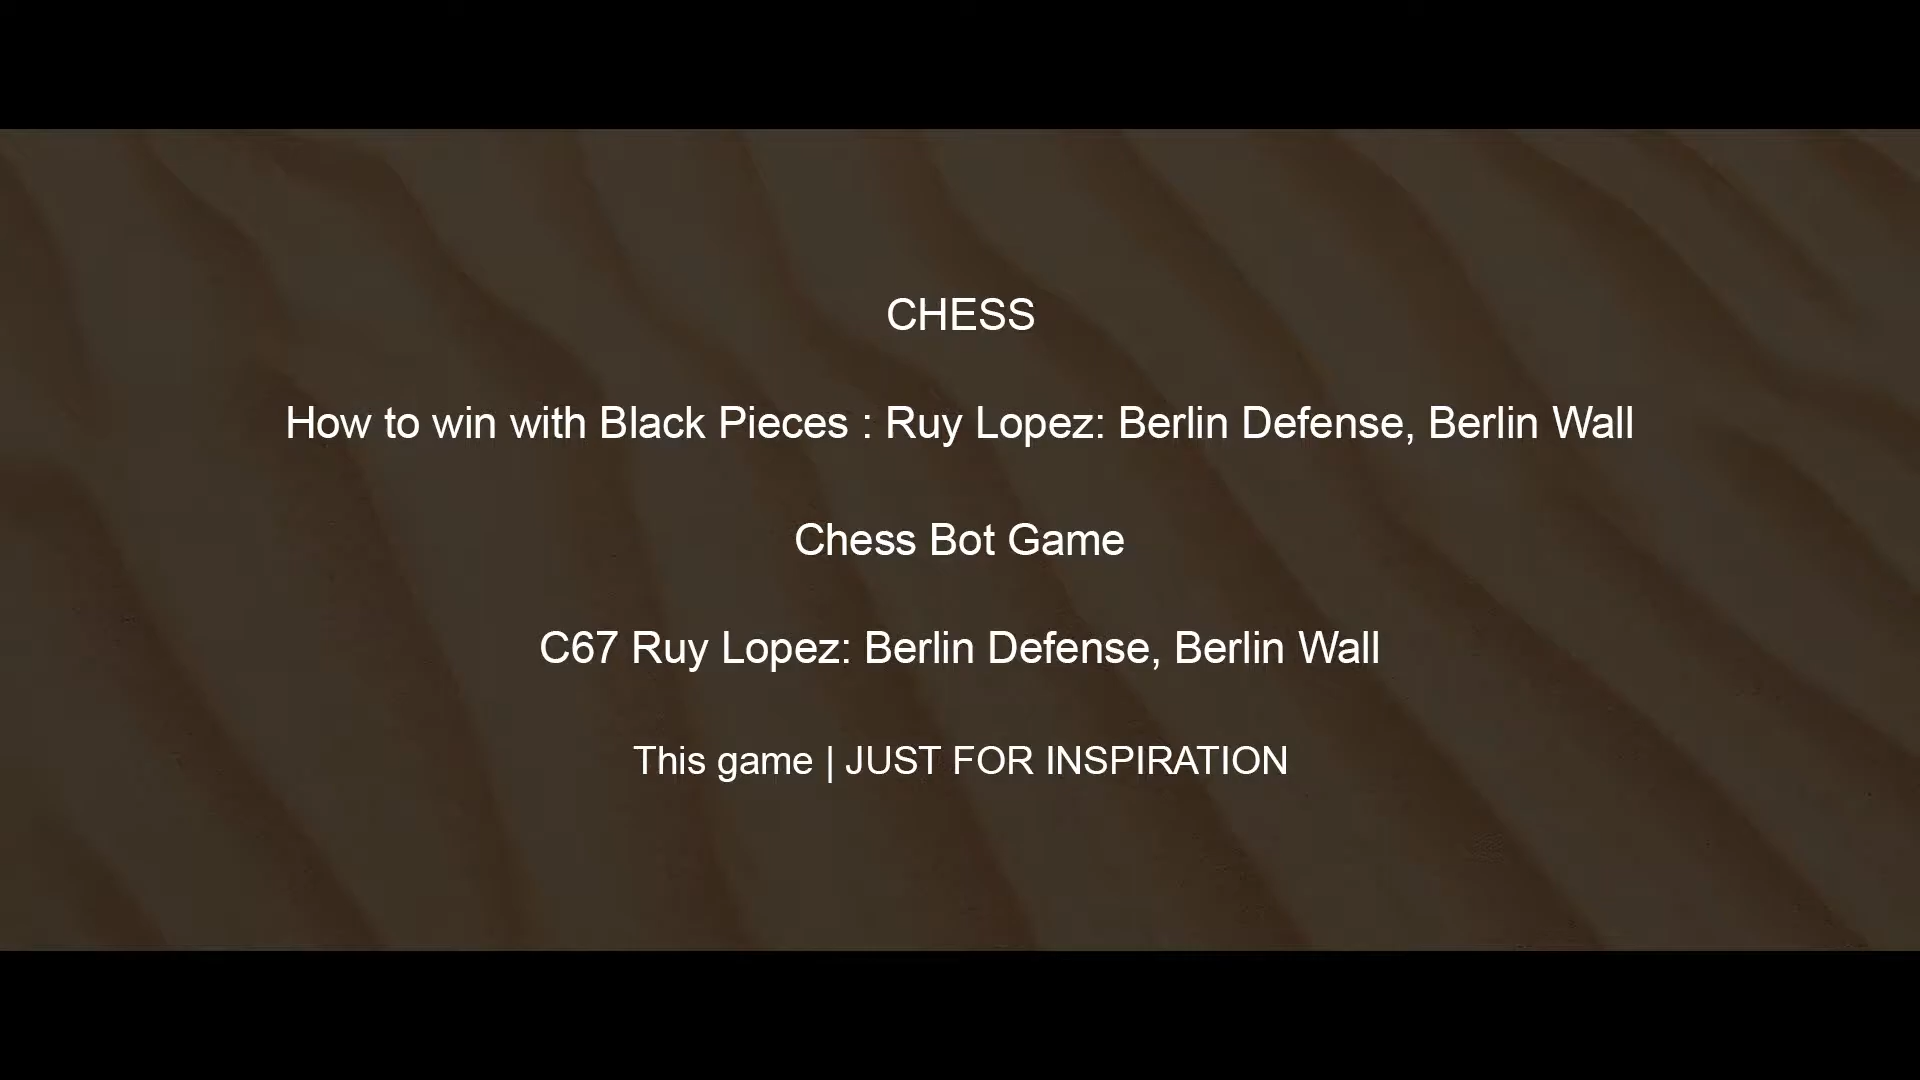 CHESS
How to win with Black Pieces : Ruy Lopez: Berlin Defense, Berlin Wall
Chess Bot Game
C67 Ruy Lopez: Berlin Defense, Berlin Wall
This game | JUST FOR INSPIRATION